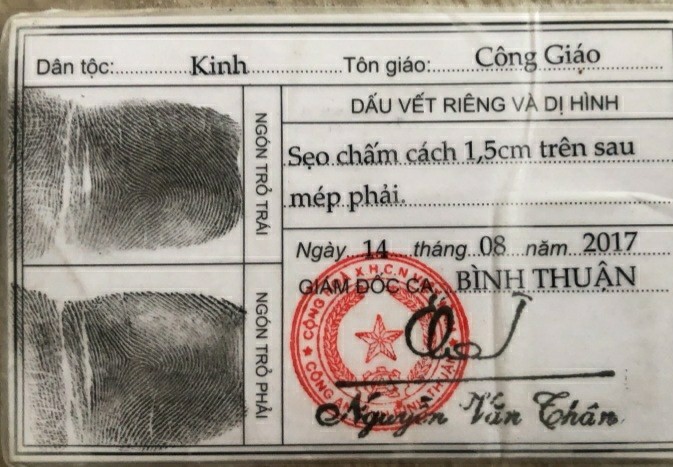 Dân tộc: Kinh Tôn giáo: Công Giáo
NGÓN TRỎ TRÁI
DẤU VẾT RIÊNG VÀ DỊ HÌNH
Sẹo chấm cách 1,5cm trên sau
mép phải.
Ngày 14 tháng 08 năm 2017
GIÁM ĐỐC CA BÌNH THUẬN
NGÓN TRỎ PHẢI
X.H.C.N
CÔNG
Nguyễn Văn Thân